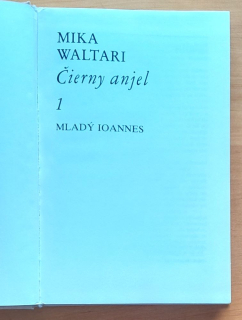 MIKA
WALTARI
Čierny anjel
1
MLADÝ IOANNES